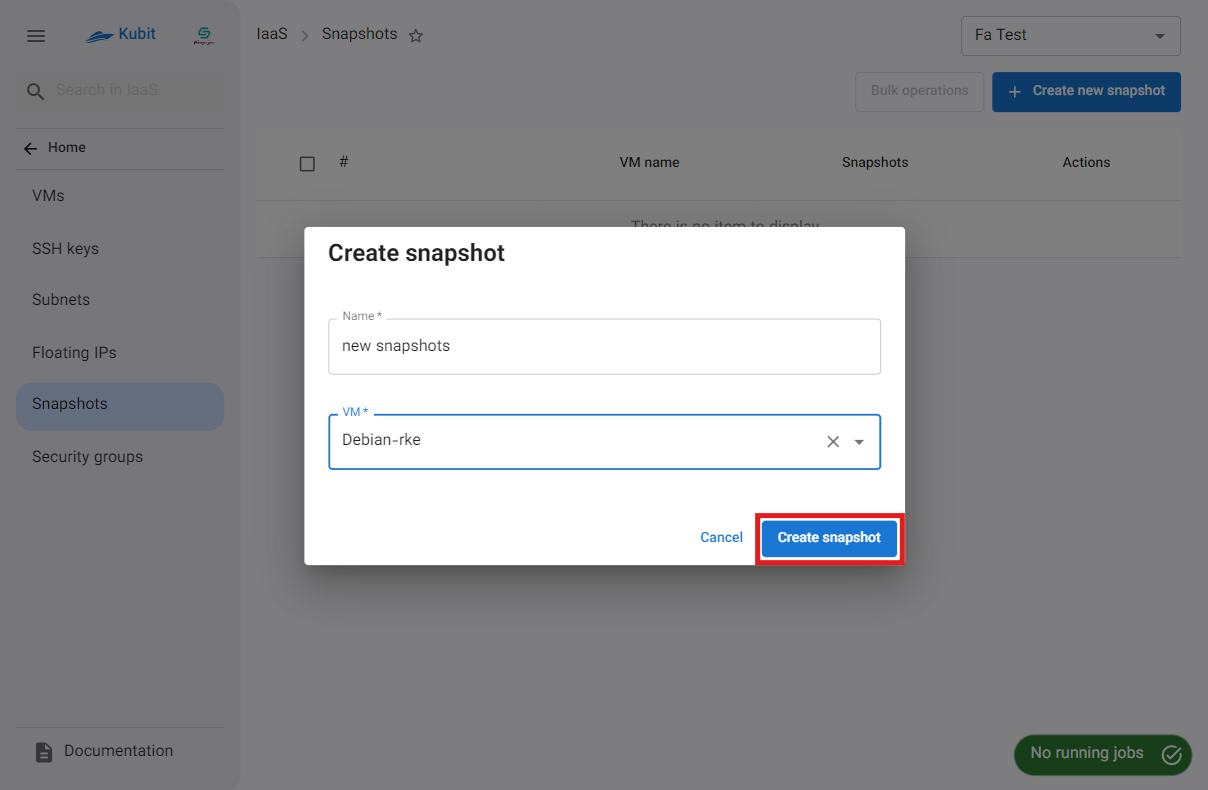 Kubit
IaaS
Snapshots
Fa Test
Search in IaaS
Bulk operations
Create new snapshot
Home
#
VM name
Snapshots
Actions
VMs
There is no item to display
SSH keys
Subnets
Floating IPs
Snapshots
Security groups
Create snapshot
Name *
new snapshots
VM *
Debian-rke
Cancel
Create snapshot
Documentation
No running jobs